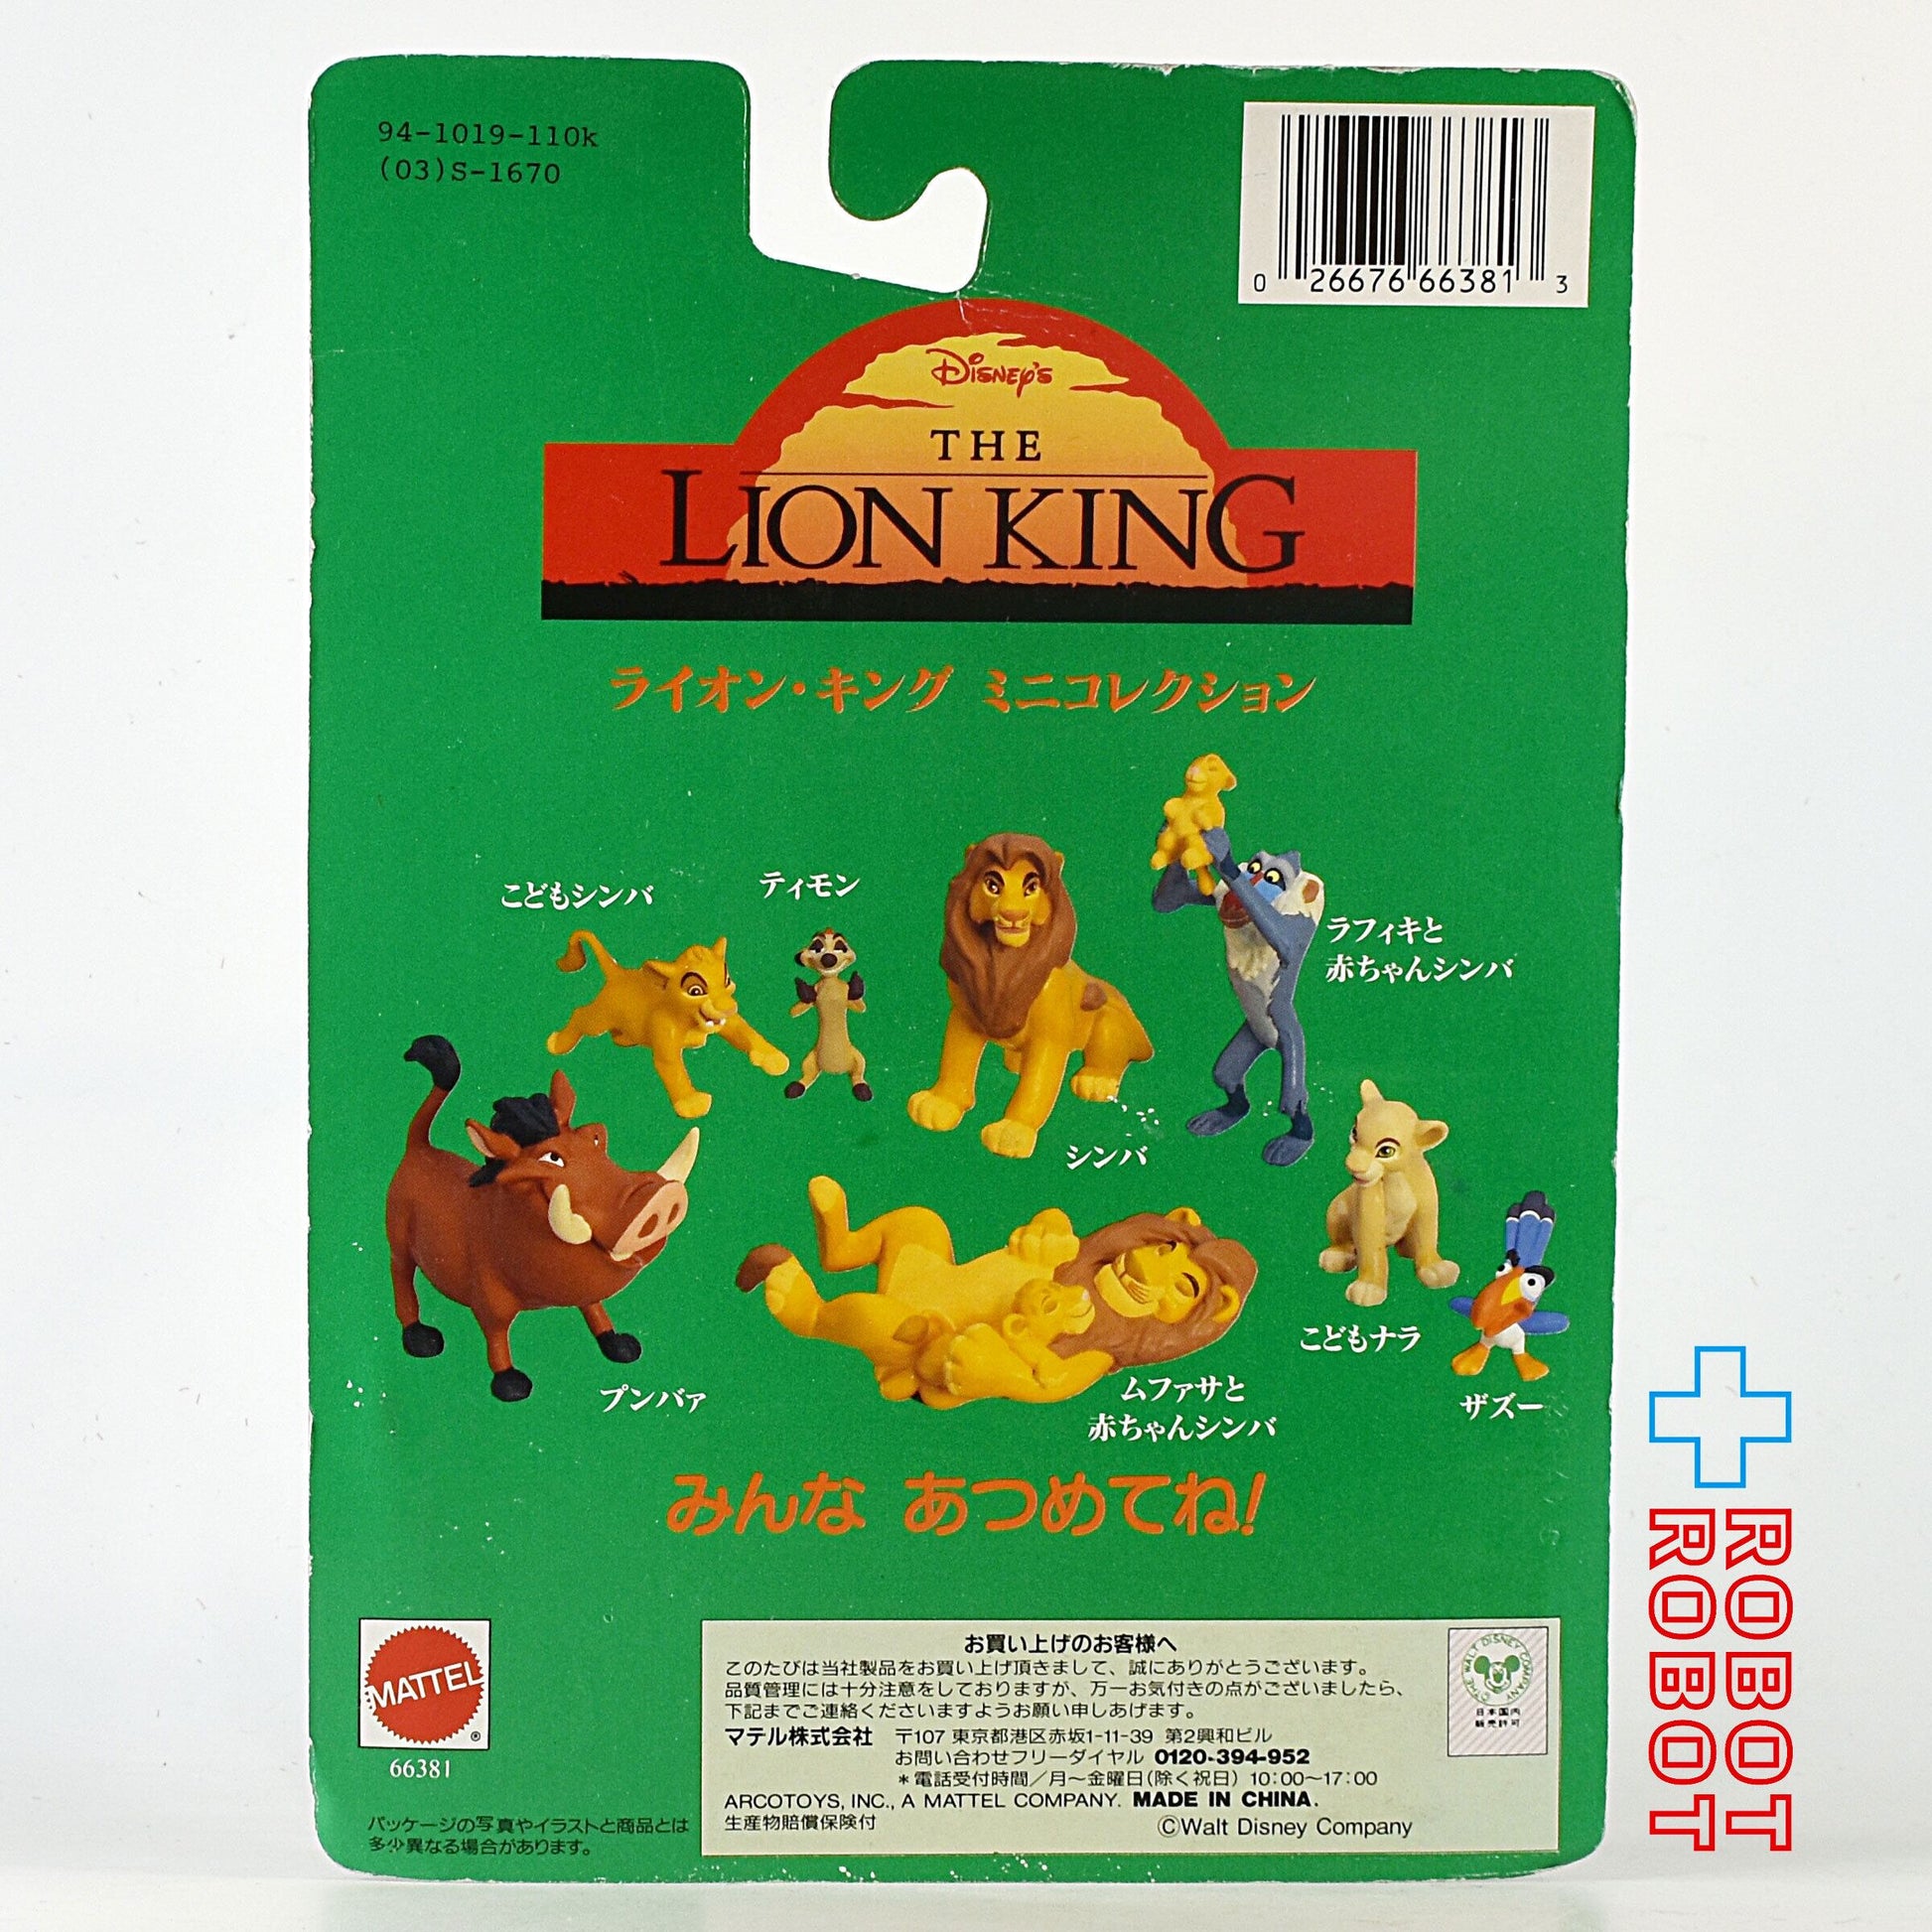 94-1019-110k
(03)S-1670
0 26676 66381 3
Disney's
THE
LION KING
ライオン・キング ミニコレクション
こどもシンバ
ティモン
ラフィキと
赤ちゃんシンバ
シンバ
プンバァ
ムファサと
赤ちゃんシンバ
こどもナラ
ザズー
みんな あつめてね!
MATTEL
®
66381
パッケージの写真やイラストと商品とは
多少異なる場合があります。
お買い上げのお客様へ
このたびは当社製品をお買い上げ頂きまして、誠にありがとうございます。
品質管理には十分注意をしておりますが、万一お気付きの点がございましたら、
下記までご連絡くださいますようお願い申しあげます。
マテル株式会社 〒107 東京都港区赤坂1-11-39 第2興和ビル
お問い合わせフリーダイヤル 0120-394-952
*電話受付時間/月〜金曜日(除く祝日) 10:00〜17:00
ARCOTOYS, INC., A MATTEL COMPANY. MADE IN CHINA.
生産物賠償保険付
©Walt Disney Company
©THE WALT DISNEY COMPANY
日本国内
販売許可
ROBOT
ROBOT